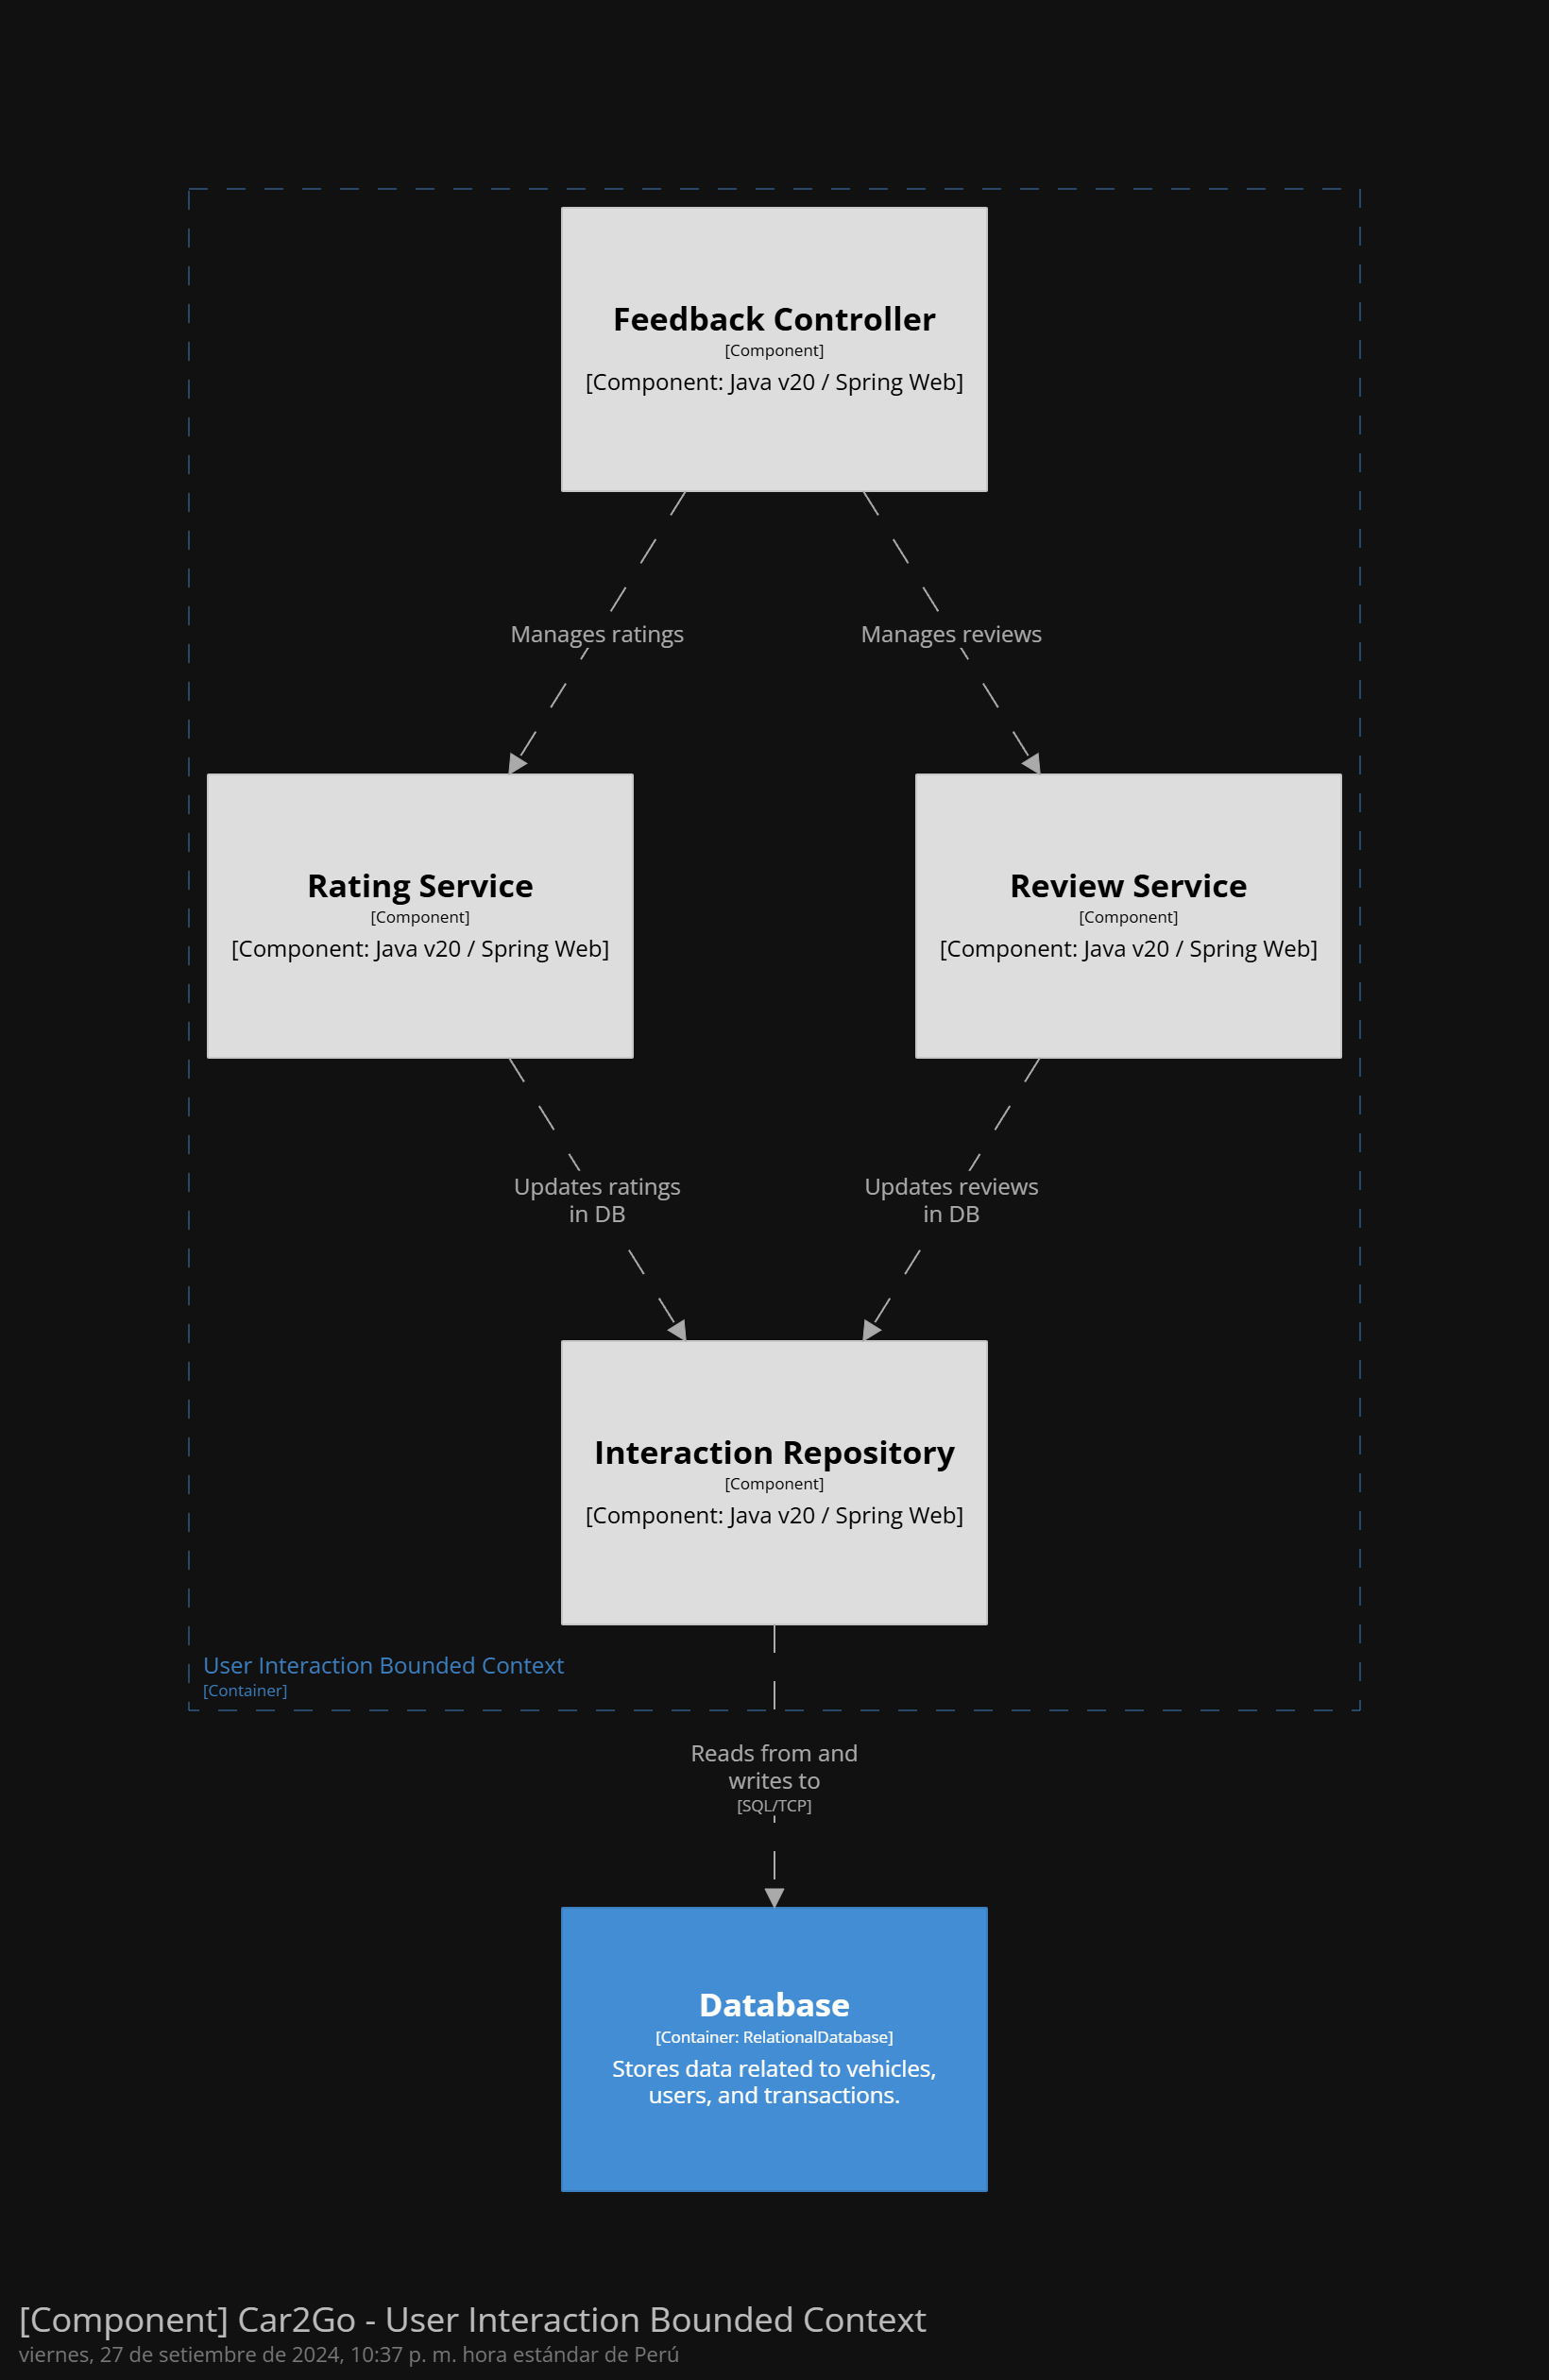 Feedback Controller
[Component]
[Component: Java v20 / Spring Web]
Manages ratings
Manages reviews
Rating Service
[Component]
[Component: Java v20 / Spring Web]
Review Service
[Component]
[Component: Java v20 / Spring Web]
Updates ratings
in DB
Updates reviews
in DB
Interaction Repository
[Component]
[Component: Java v20 / Spring Web]
User Interaction Bounded Context
[Container]
Reads from and
writes to
[SQL/TCP]
Database
[Container: RelationalDatabase]
Stores data related to vehicles,
users, and transactions.
[Component] Car2Go - User Interaction Bounded Context
viernes, 27 de setiembre de 2024, 10:37 p. m. hora estándar de Perú